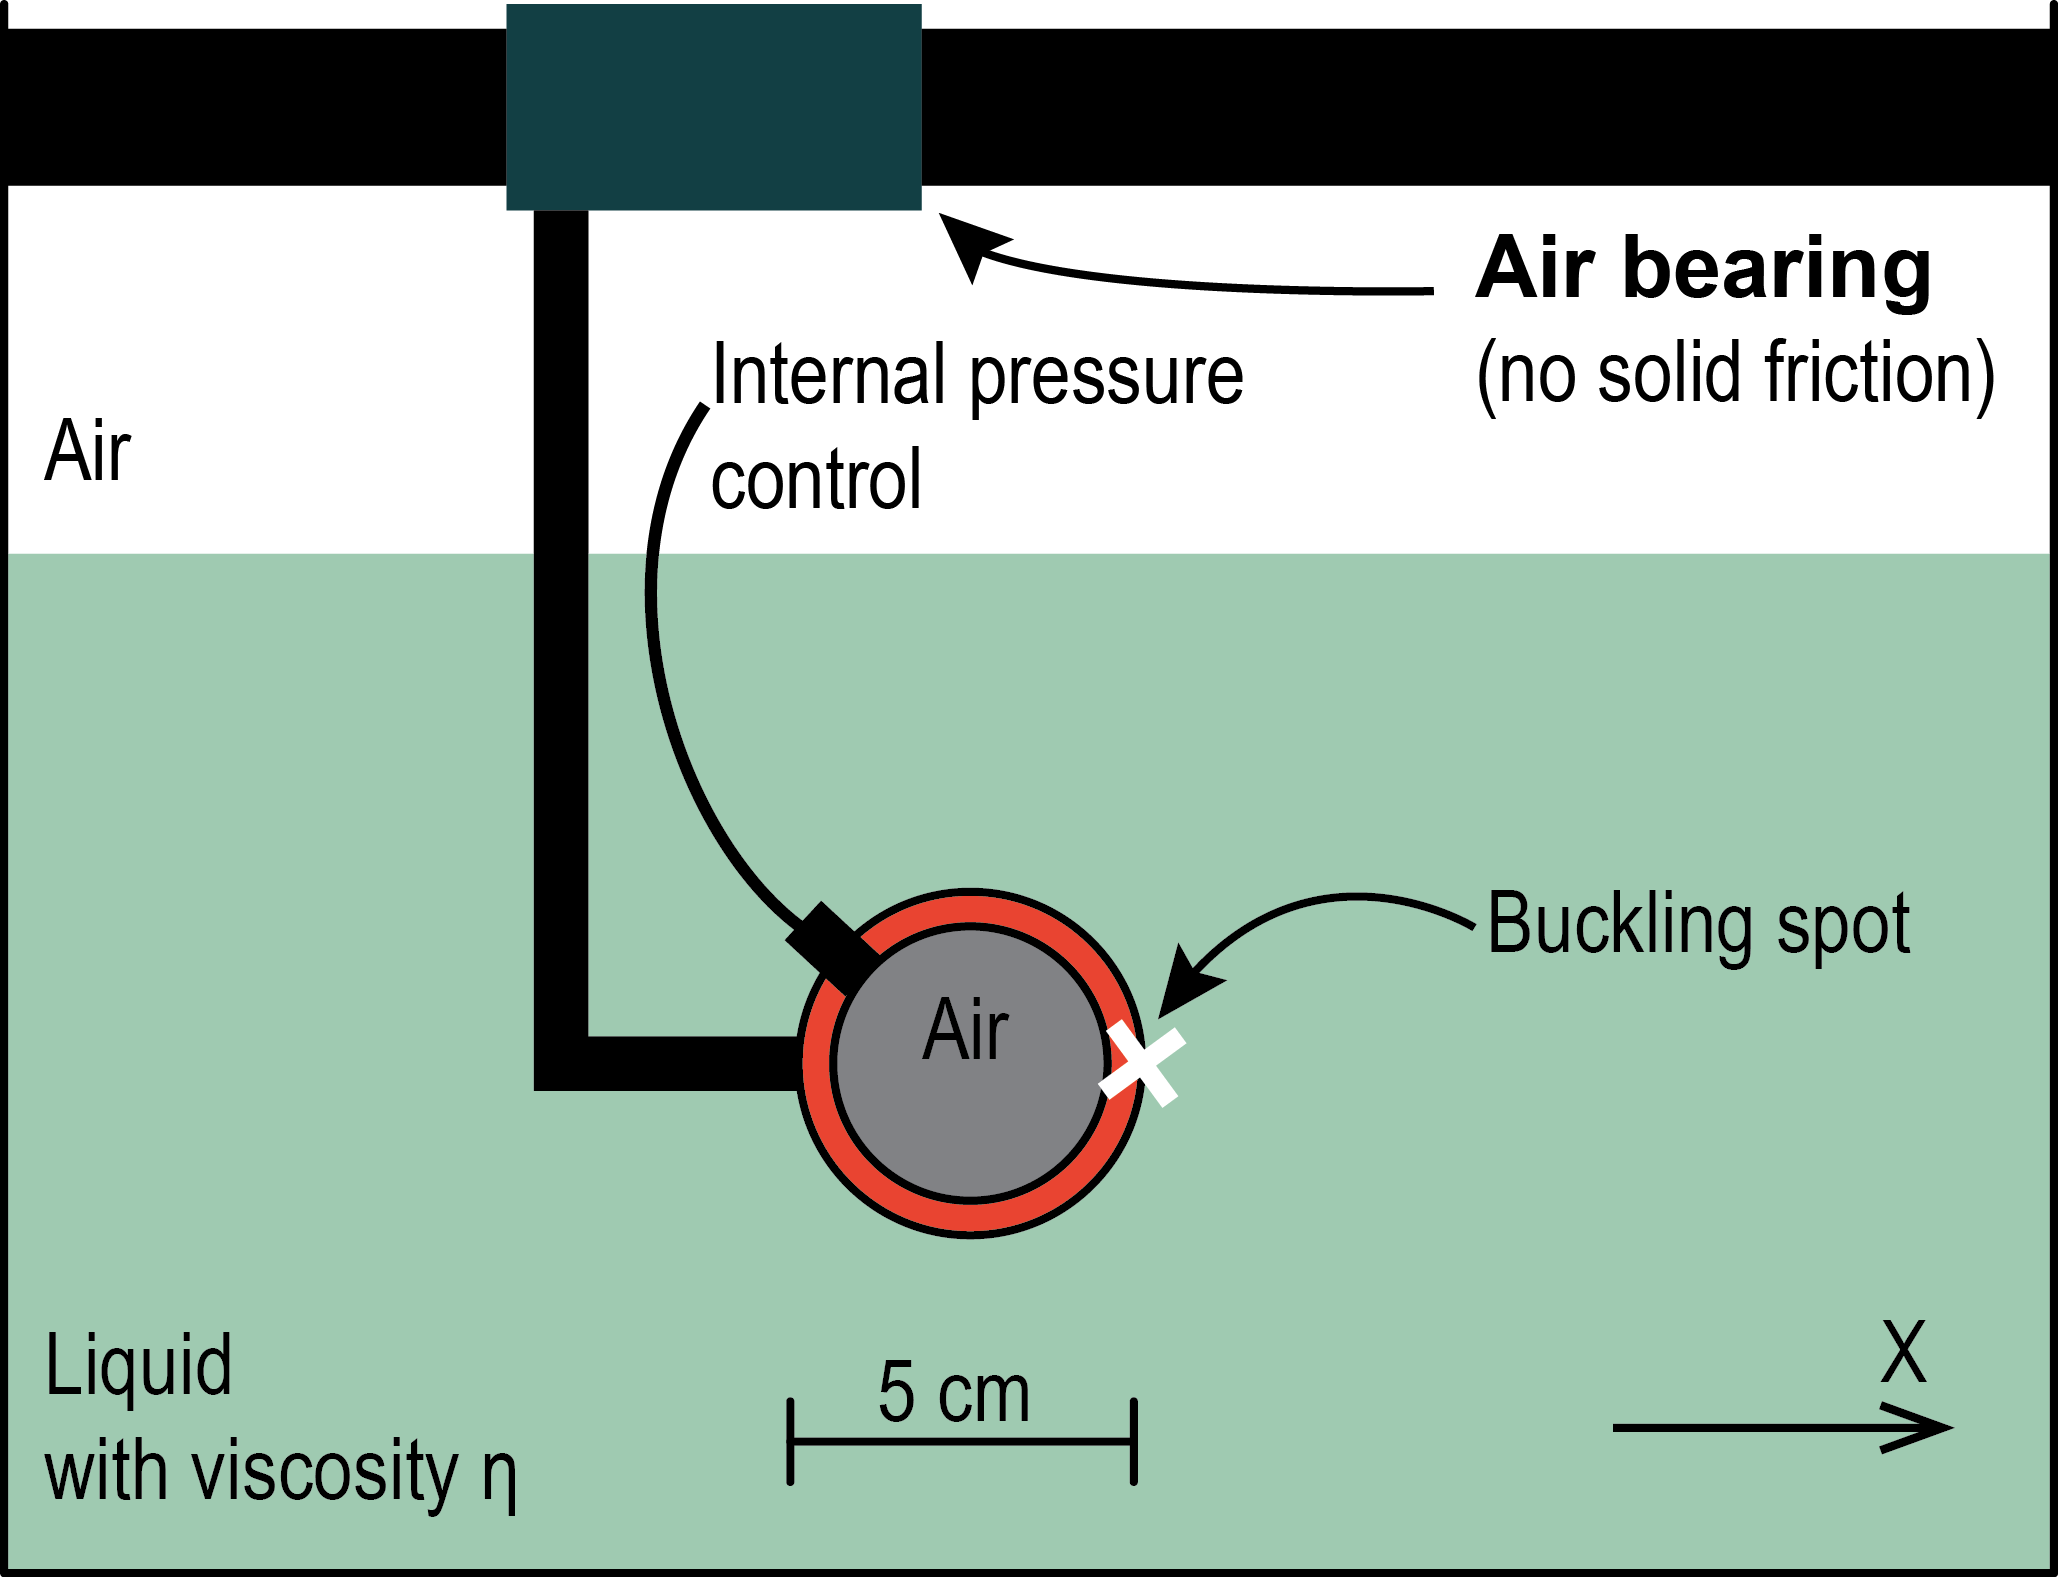 Air bearing
(no solid friction)
Internal pressure
control
Air
Buckling spot
Air
Liquid
with viscosity η
5 cm
X